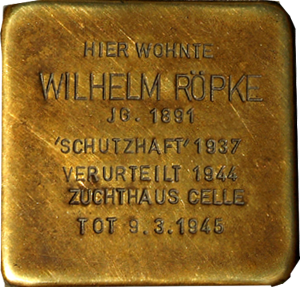 HIER WOHNTE
WILHELM RÖPKE
JG. 1891
'SCHUTZHAFT' 1937
VERURTEILT 1944
ZUCHTHAUS CELLE
TOT 9.3.1945